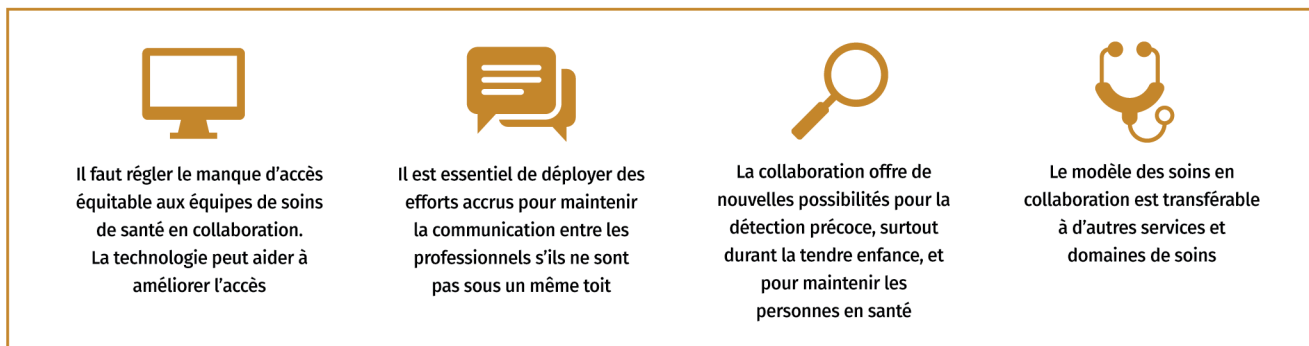 Il faut régler le manque d’accès
équitable aux équipes de soins
de santé en collaboration.
La technologie peut aider à
améliorer l’accès
Il est essentiel de déployer des
efforts accrus pour maintenir
la communication entre les
professionnels s’ils ne sont
pas sous un même toit
La collaboration offre de
nouvelles possibilités pour la
détection précoce, surtout
durant la tendre enfance, et
pour maintenir les
personnes en santé
Le modèle des soins en
collaboration est transférable
à d’autres services et
domaines de soins